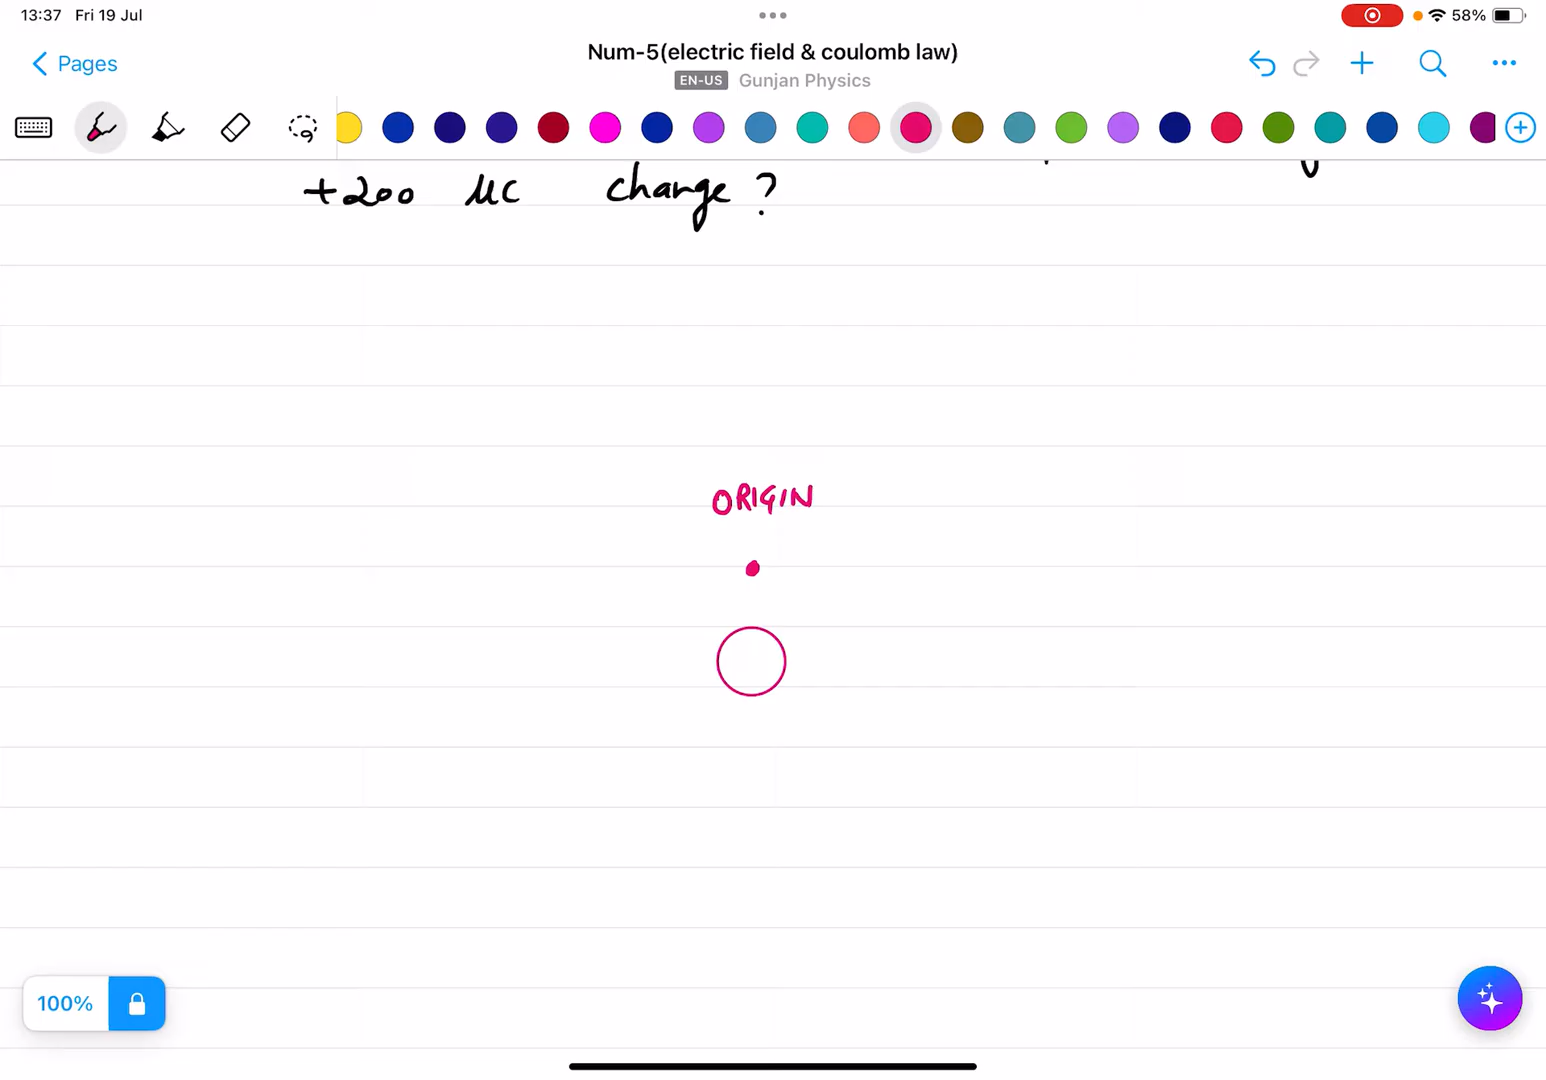 13:37 Fri 19 Jul
58%
Pages
Num-5(electric field & coulomb law)
EN-US Gunjan Physics
+200 μC change ?
ORIGIN
100%